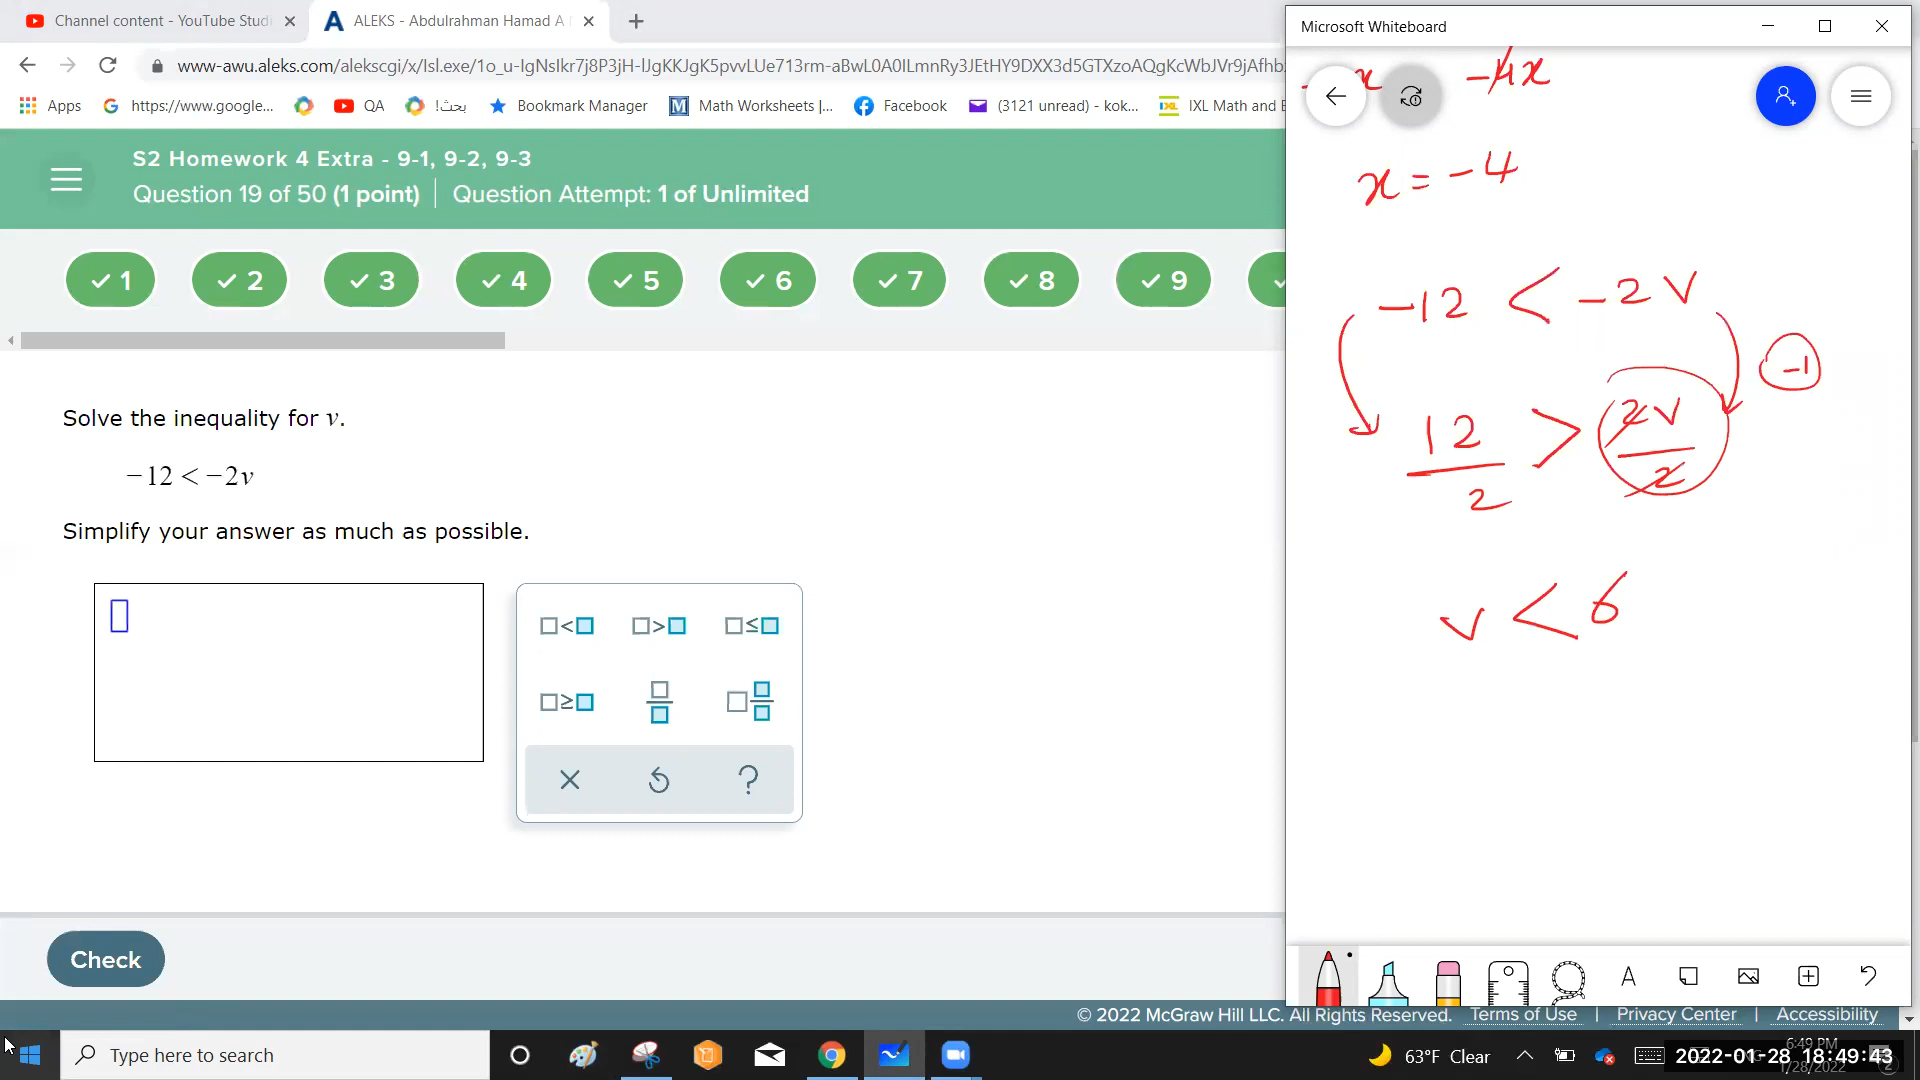 Channel content - YouTube Studi
ALEKS - Abdulrahman Hamad A
Microsoft Whiteboard
www-awu.aleks.com/alekscgi/x/Isl.exe/1o_u-IgNsIkr7j8P3jH-lJgKKJgK5pvvLUe713rm-aBwL0A0ILmnRy3JEtHY9DXX3d5GTXzoAQgKcWbJVr9jAfhb
Apps
https://www.google...
QA
بحث!
Bookmark Manager
Math Worksheets |...
Facebook
(3121 unread) - kok...
IXL Math and E
S2 Homework 4 Extra - 9-1, 9-2, 9-3
Question 19 of 50 (1 point) | Question Attempt: 1 of Unlimited
✓ 1 ✓ 2 ✓ 3 ✓ 4 ✓ 5 ✓ 6 ✓ 7 ✓ 8 ✓ 9
Solve the inequality for v.
−12 < −2v
Simplify your answer as much as possible.
□<□ □>□ □≤□
□≥□
?
Check
-4x
x = -4
-12 < -2v
-1
12/2 > 2v/2
v < 6
© 2022 McGraw Hill LLC. All Rights Reserved. Terms of Use | Privacy Center | Accessibility
Type here to search
63°F Clear
6:49 PM
1/28/2022
2022-01-28 18:49:43